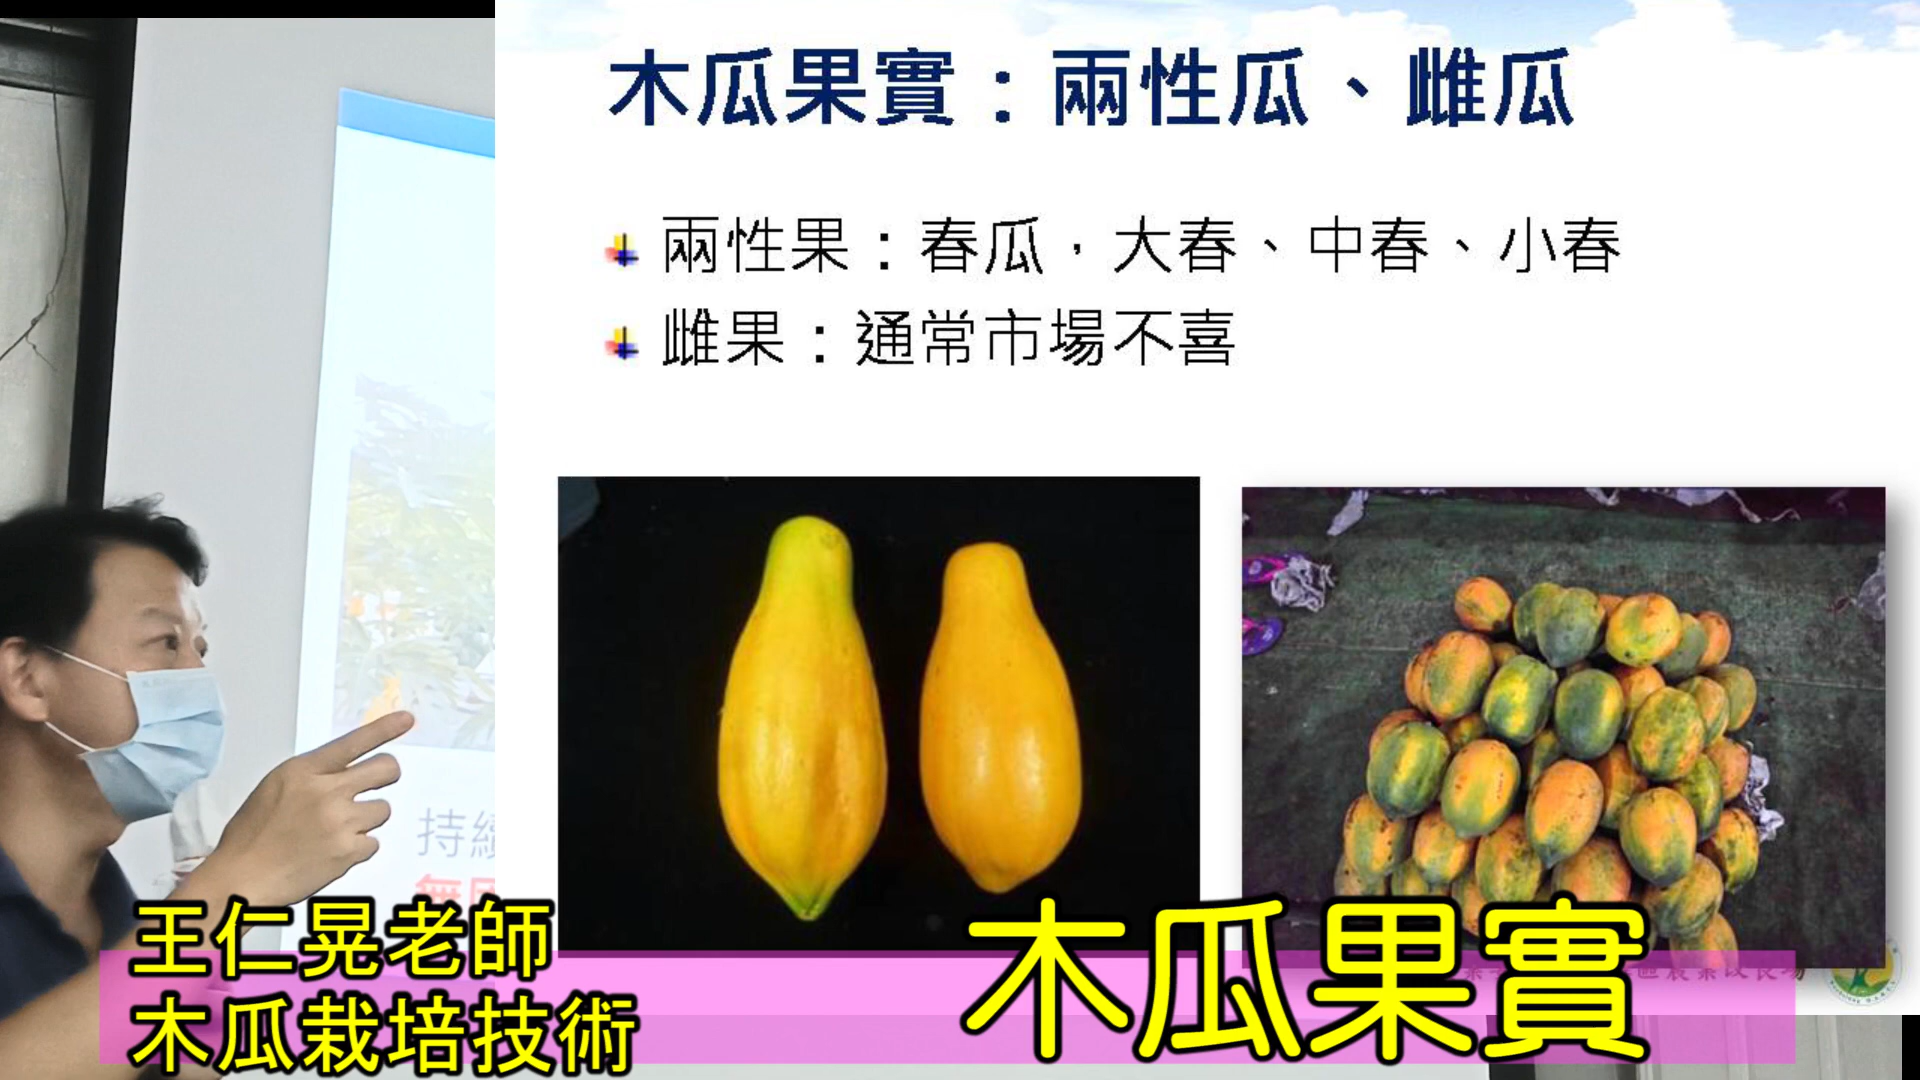 木瓜果實：兩性瓜、雌瓜
兩性果：春瓜，大春、中春、小春
雌果：通常市場不喜
持續
王仁晃老師
木瓜栽培技術
木瓜果實